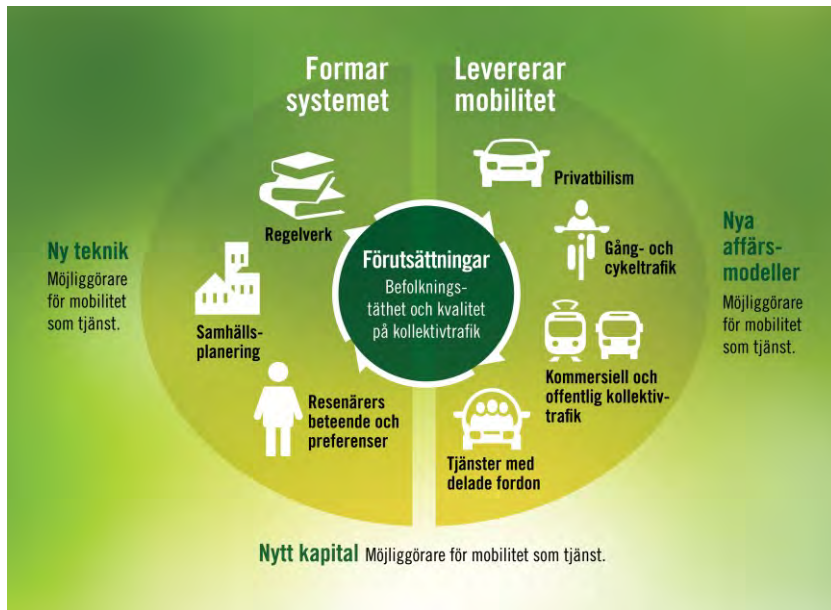 Formar
systemet
Levererar
mobilitet
Regelverk
Samhälls-
planering
Resenärers
beteende och
preferenser
Förutsättningar
Befolknings-
täthet och kvalitet
på kollektivtrafik
Privatbilism
Gång- och
cykeltrafik
Kommersiell och
offentlig kollektiv-
trafik
Tjänster med
delade fordon
Ny teknik
Möjliggörare
för mobilitet
som tjänst.
Nya
affärs-
modeller
Möjliggörare
för mobilitet
som tjänst.
Nytt kapital Möjliggörare för mobilitet som tjänst.